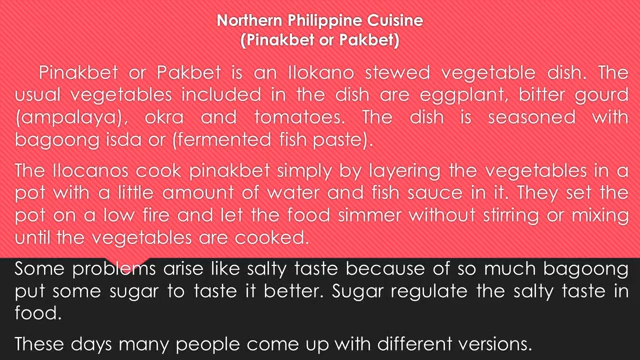 Northern Philippine Cuisine
(Pinakbet or Pakbet)
Pinakbet or Pakbet is an Ilokano stewed vegetable dish. The
usual vegetables included in the dish are eggplant, bitter gourd
(ampalaya), okra and tomatoes. The dish is seasoned with
bagoong isda or (fermented fish paste).
The Ilocanos cook pinakbet simply by layering the vegetables in a
pot with a little amount of water and fish sauce in it. They set the
pot on a low fire and let the food simmer without stirring or mixing
until the vegetables are cooked.
Some problems arise like salty taste because of so much bagoong
put some sugar to taste it better. Sugar regulate the salty taste in
food.
These days many people come up with different versions.